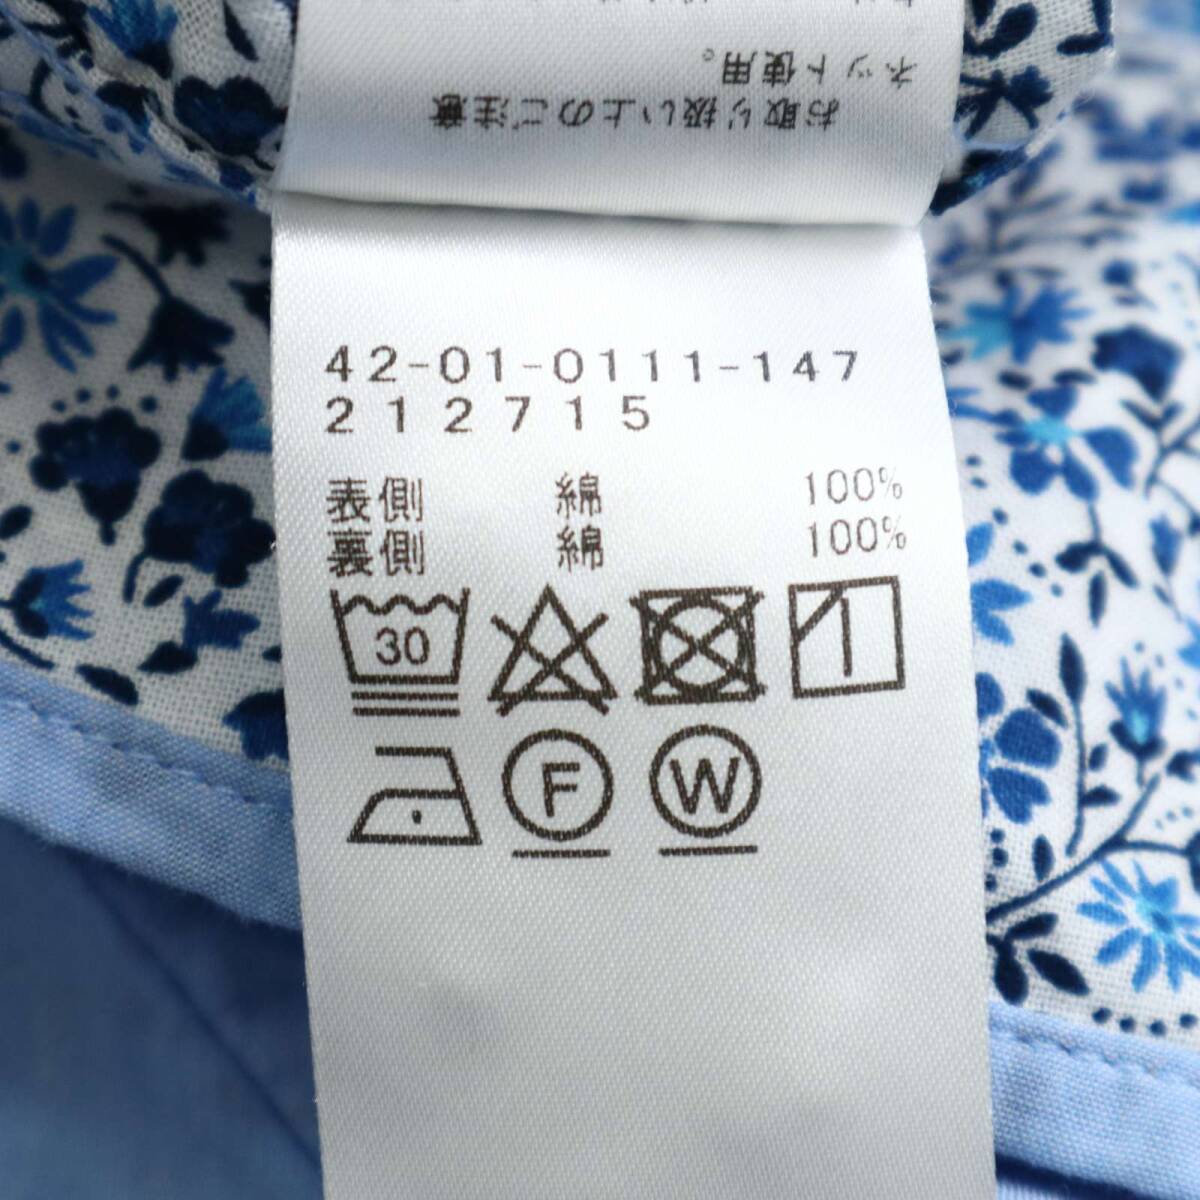 お取り扱い上のご注意
ネット使用。
42-01-0111-147
212715
表側 綿 100%
裏側 綿 100%
30
F
W